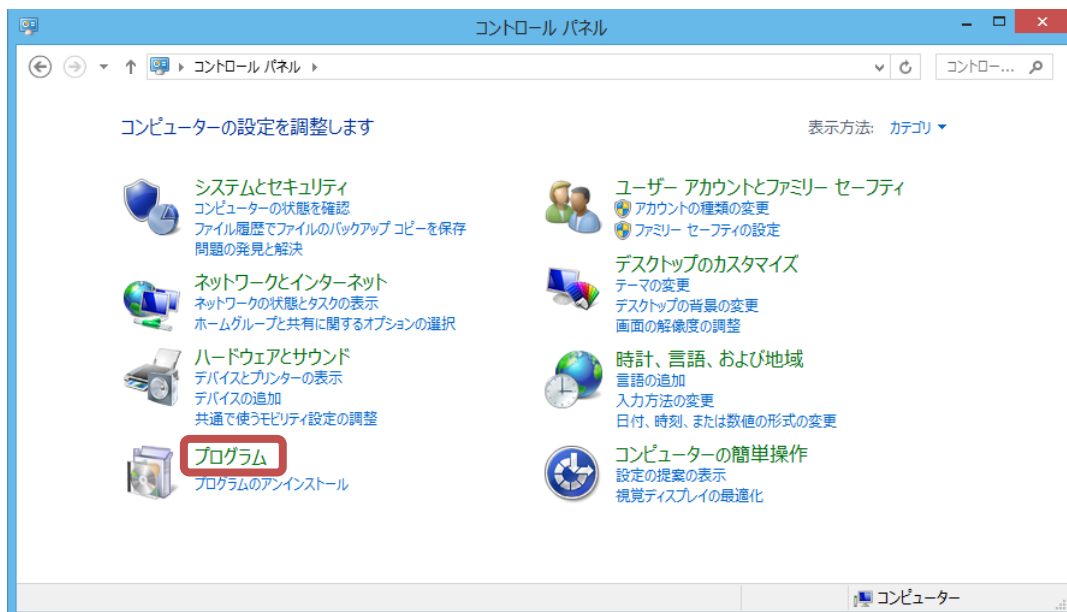 コントロール パネル
コントロール パネル
コントロー...
コンピューターの設定を調整します
表示方法: カテゴリ
システムとセキュリティ
コンピューターの状態を確認
ファイル履歴でファイルのバックアップ コピーを保存
問題の発見と解決
ネットワークとインターネット
ネットワークの状態とタスクの表示
ホームグループと共有に関するオプションの選択
ハードウェアとサウンド
デバイスとプリンターの表示
デバイスの追加
共通で使うモビリティ設定の調整
プログラム
プログラムのアンインストール
ユーザー アカウントとファミリー セーフティ
アカウントの種類の変更
ファミリー セーフティの設定
デスクトップのカスタマイズ
テーマの変更
デスクトップの背景の変更
画面の解像度の調整
時計、言語、および地域
言語の追加
入力方法の変更
日付、時刻、または数値の形式の変更
コンピューターの簡単操作
設定の提案の表示
視覚ディスプレイの最適化
コンピューター